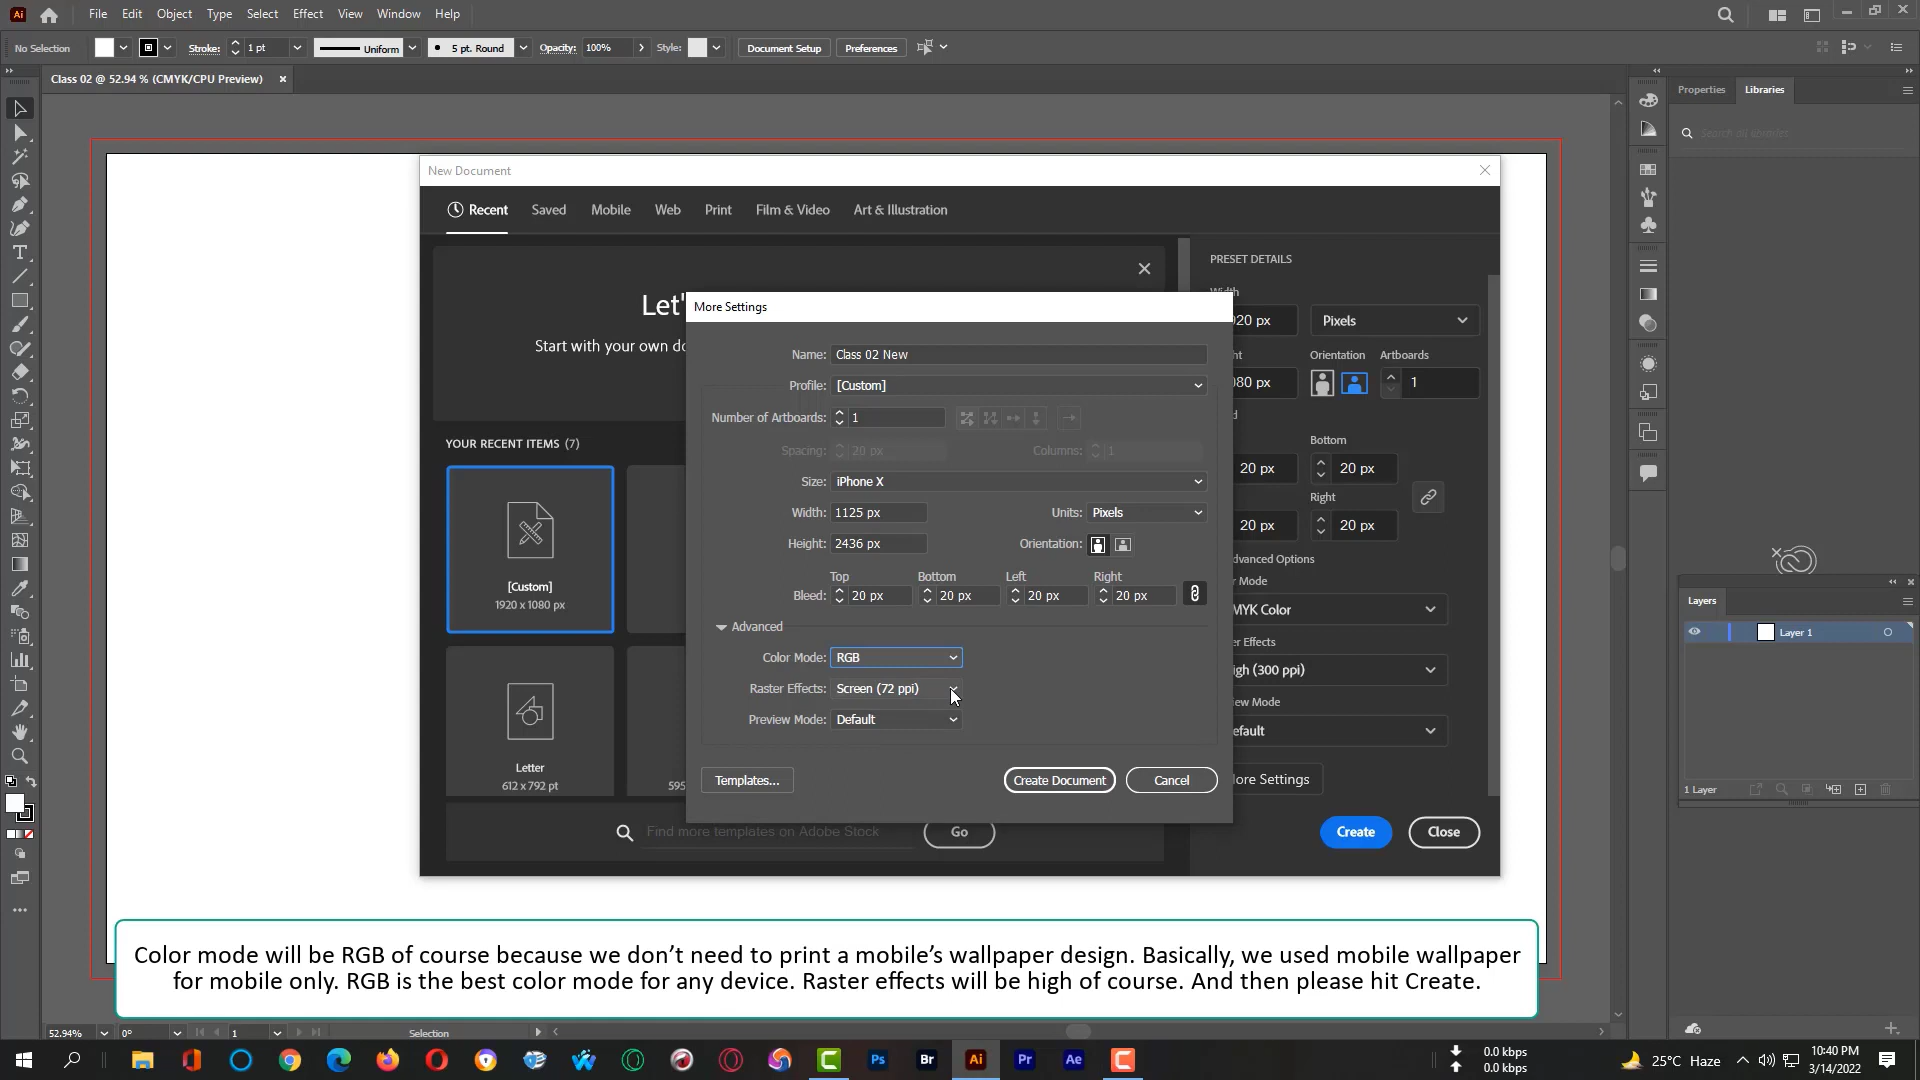 File Edit Object Type Select Effect View Window Help
No Selection Stroke: 1 pt Uniform 5 pt. Round Opacity: 100% Style: Document Setup Preferences
Class 02 @ 52.94 % (CMYK/CPU Preview)
Properties Libraries
Search all libraries
New Document
Recent Saved Mobile Web Print Film & Video Art & Illustration
PRESET DETAILS
Let'
Start with your own do
YOUR RECENT ITEMS (7)
[Custom]
1920 x 1080 px
Letter
612 x 792 pt
595
Find more templates on Adobe Stock Go
Width
920 px Pixels
ht Orientation Artboards
080 px 1
d
Bottom
20 px 20 px
Right
20 px 20 px
dvanced Options
r Mode
MYK Color
er Effects
igh (300 ppi)
ew Mode
efault
ore Settings
Create Close
More Settings
Name: Class 02 New
Profile: [Custom]
Number of Artboards: 1
Spacing: 20 px Columns: 1
Size: iPhone X
Width: 1125 px Units: Pixels
Height: 2436 px Orientation:
Top Bottom Left Right
Bleed: 20 px 20 px 20 px 20 px
Advanced
Color Mode: RGB
Raster Effects: Screen (72 ppi)
Preview Mode: Default
Templates... Create Document Cancel
Layers
Layer 1
1 Layer
Color mode will be RGB of course because we don’t need to print a mobile’s wallpaper design. Basically, we used mobile wallpaper
for mobile only. RGB is the best color mode for any device. Raster effects will be high of course. And then please hit Create.
52.94% 0° 1 Selection
Ps Br Ai Pr Ae
0.0 kbps
0.0 kbps
25°C Haze
10:40 PM
3/14/2022